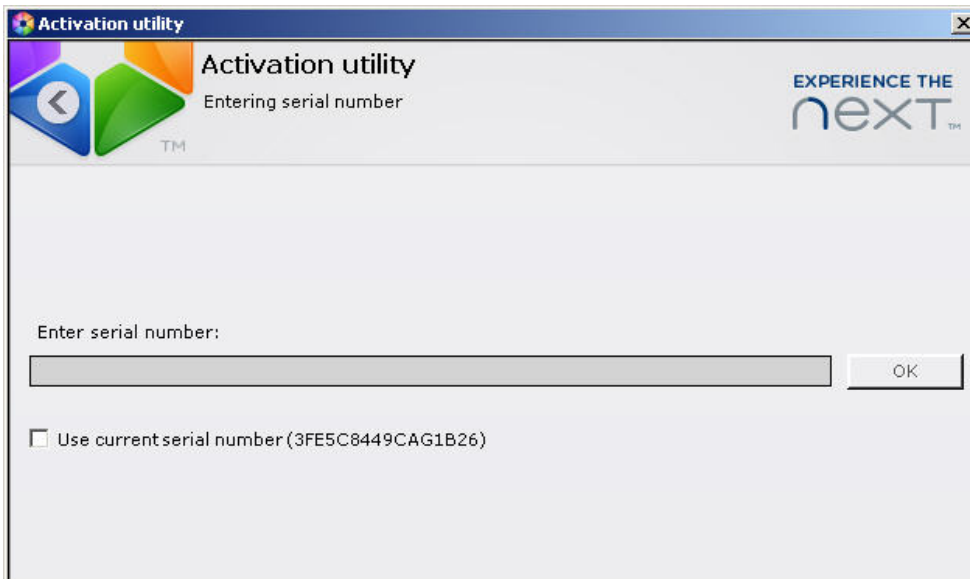 Activation utility
Activation utility
Entering serial number
EXPERIENCE THE
next™
TM
Enter serial number:
OK
Use current serial number (3FE5C8449CAG1B26)